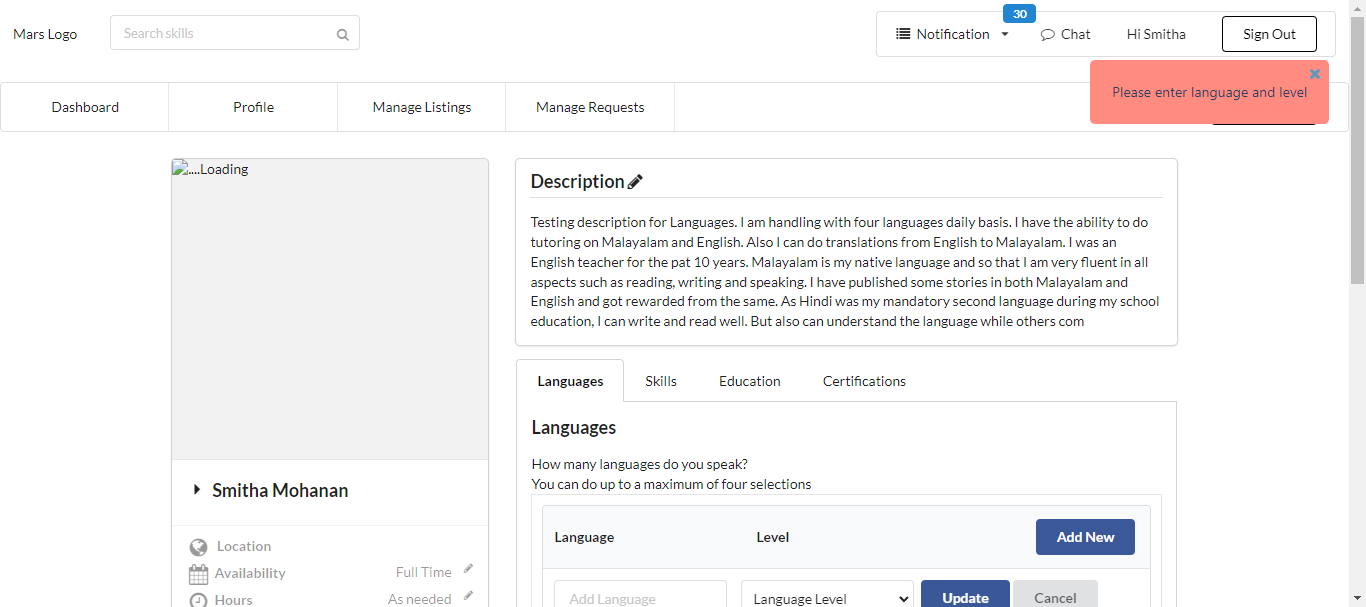 30
Mars Logo
Search skills
Notification
Chat
Hi Smitha
Sign Out
Please enter language and level
Dashboard
Profile
Manage Listings
Manage Requests
....Loading
Description
Testing description for Languages. I am handling with four languages daily basis. I have the ability to do
tutoring on Malayalam and English. Also I can do translations from English to Malayalam. I was an
English teacher for the pat 10 years. Malayalam is my native language and so that I am very fluent in all
aspects such as reading, writing and speaking. I have published some stories in both Malayalam and
English and got rewarded from the same. As Hindi was my mandatory second language during my school
education, I can write and read well. But also can understand the language while others com
Languages
Skills
Education
Certifications
Languages
How many languages do you speak?
You can do up to a maximum of four selections
Language
Level
Add New
Add Language
Language Level
Update
Cancel
Smitha Mohanan
Location
Availability
Full Time
Hours
As needed